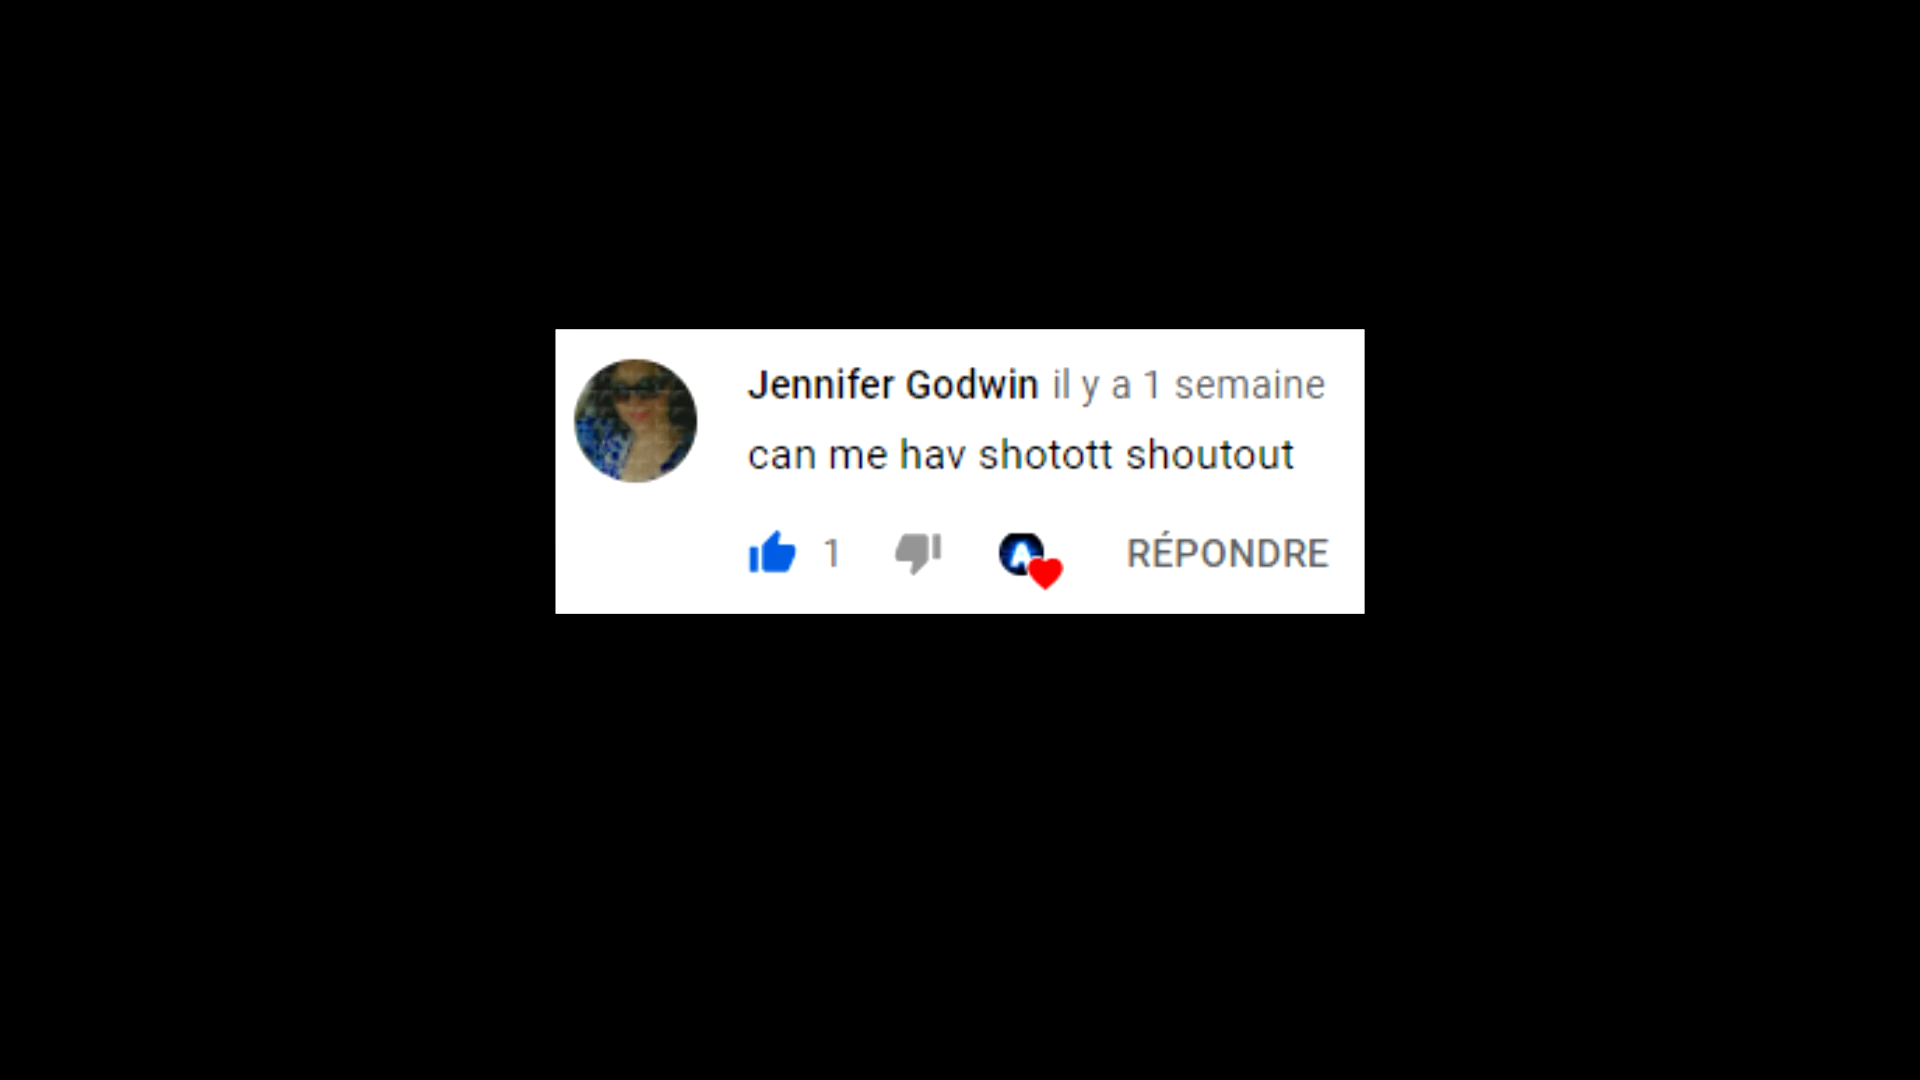 Jennifer Godwin il y a 1 semaine
can me hav shotott shoutout
1 A RÉPONDRE